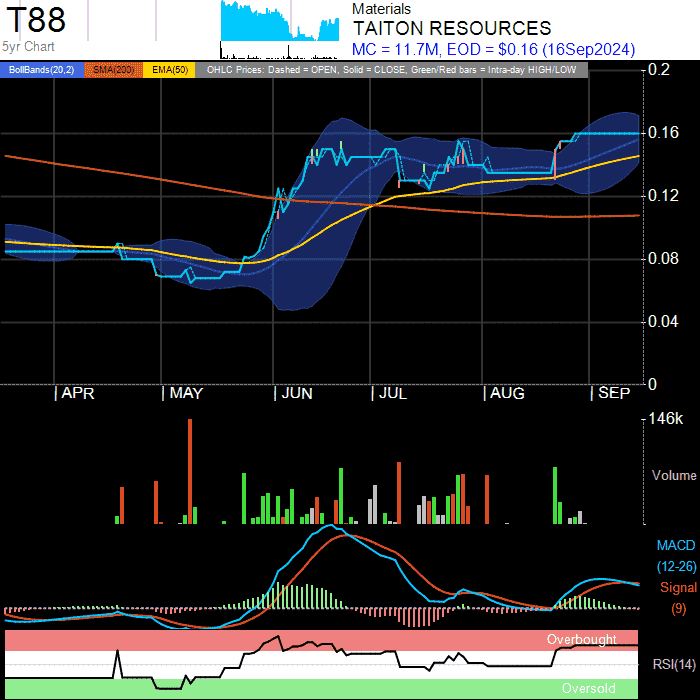 T88
5yr Chart
Materials
TAITON RESOURCES
MC = 11.7M, EOD = $0.16 (16Sep2024)
BollBands(20,2) SMA(200) EMA(50) OHLC Prices: Dashed = OPEN, Solid = CLOSE, Green/Red bars = Intra-day HIGH/LOW
0.2
0.16
0.12
0.08
0.04
0
APR MAY JUN JUL AUG SEP
146k
Volume
MACD
(12-26)
Signal
(9)
Overbought
RSI(14)
Oversold